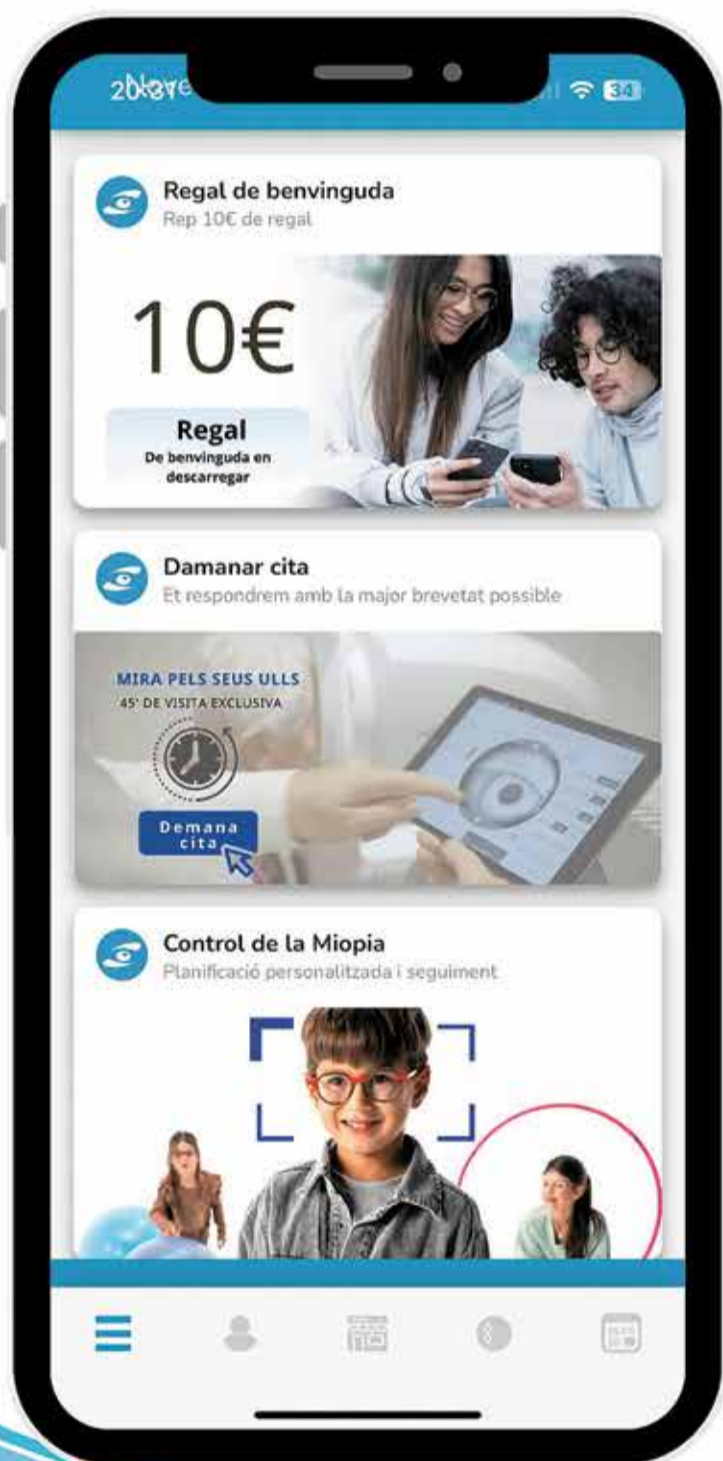 34
Regal de benvinguda
Rep 10€ de regal
10€
Regal
De benvinguda en
descarregar
Damanar cita
Et respondrem amb la major brevetat possible
MIRA PELS SEUS ULLS
45' DE VISITA EXCLUSIVA
Demana
cita
Control de la Miopia
Planificació personalitzada i seguiment